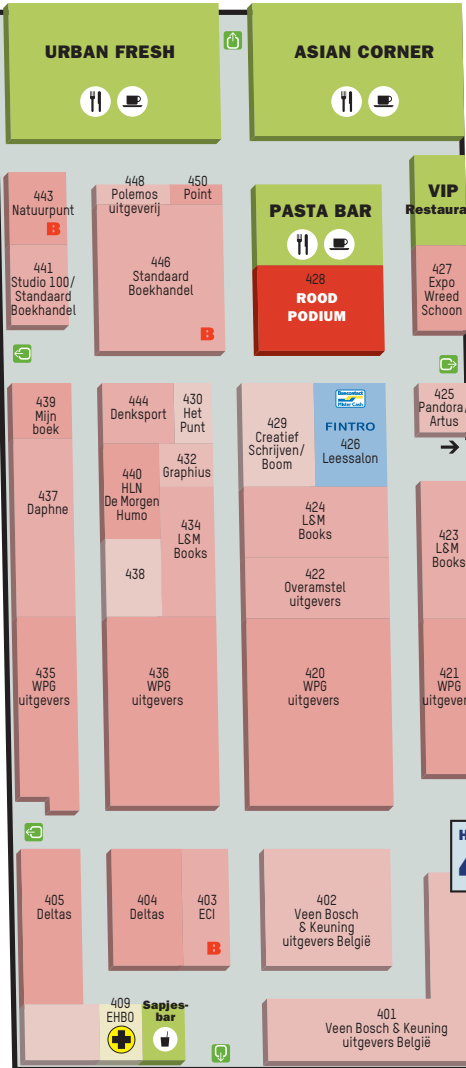 URBAN FRESH
ASIAN CORNER
443
Natuurpunt
B
448
Polemos
uitgeverij
450
Point
PASTA BAR
VIP
Restaura
441
Studio 100/
Standaard
Boekhandel
446
Standaard
Boekhandel
B
428
ROOD
PODIUM
427
Expo
Wreed
Schoon
439
Mijn
boek
444
Denksport
430
Het
Punt
429
Creatief
Schrijven/
Boom
Bancontact
Mister Cash
FINTRO
426
Leessalon
425
Pandora/
Artus
437
Daphne
440
HLN
De Morgen
Humo
432
Graphius
434
L&M
Books
438
424
L&M
Books
422
Overamstel
uitgevers
423
L&M
Books
435
WPG
uitgevers
436
WPG
uitgevers
420
WPG
uitgevers
421
WPG
uitgever
H
4
405
Deltas
404
Deltas
403
ECI
B
402
Veen Bosch
& Keuning
uitgevers België
409
EHBO
Sapjes-
bar
401
Veen Bosch & Keuning
uitgevers België